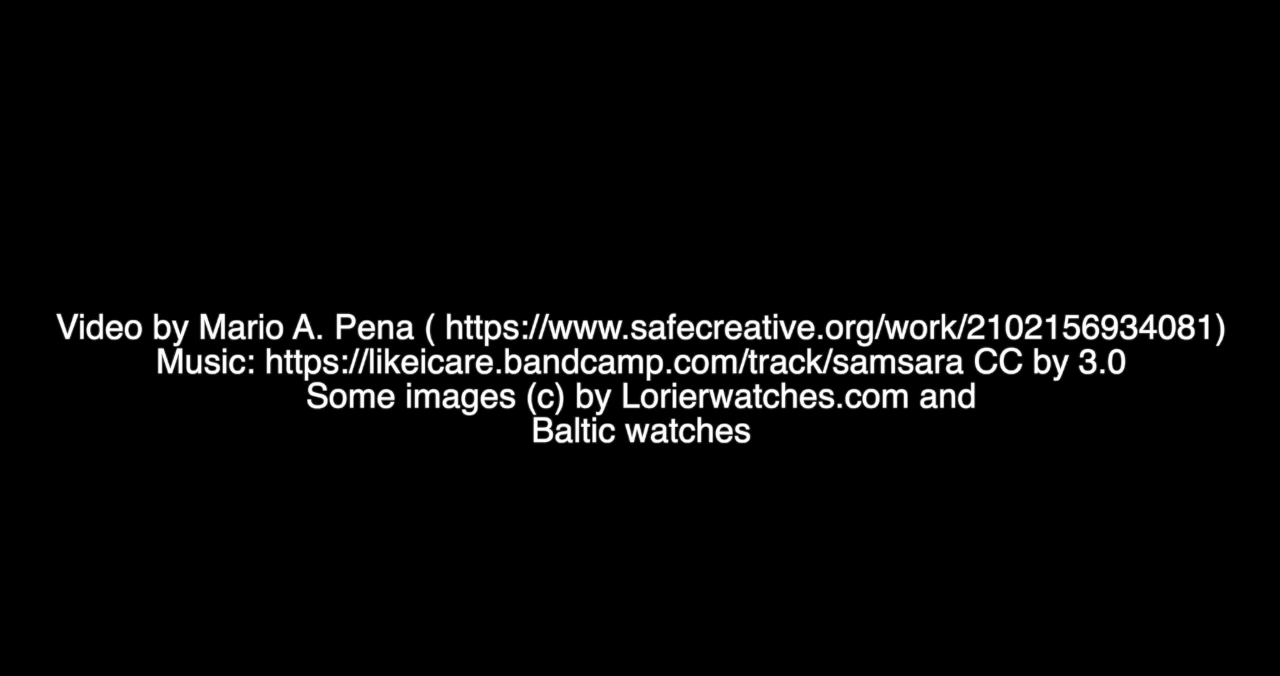 Video by Mario A. Pena ( https://www.safecreative.org/work/2102156934081)
Music: https://likeicare.bandcamp.com/track/samsara CC by 3.0
Some images (c) by Lorierwatches.com and
Baltic watches